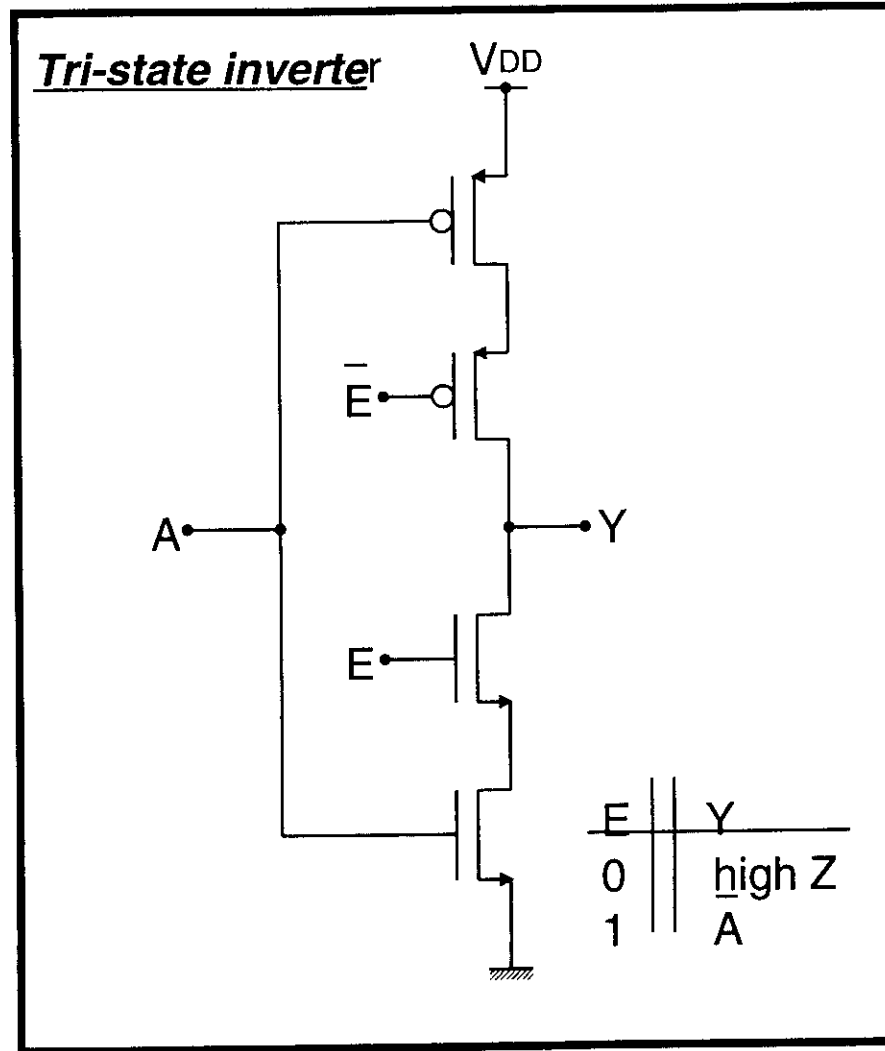 Tri-state inverter
VDD
E̅
A
Y
E
E Y
0 high Z
1 A̅